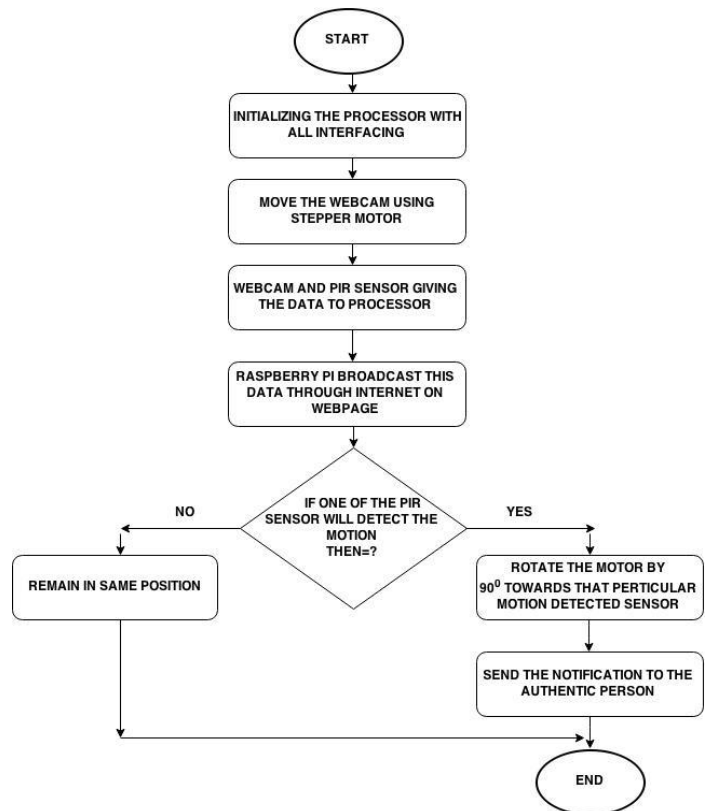 START
INITIALIZING THE PROCESSOR WITH
ALL INTERFACING
MOVE THE WEBCAM USING
STEPPER MOTOR
WEBCAM AND PIR SENSOR GIVING
THE DATA TO PROCESSOR
RASPBERRY PI BROADCAST THIS
DATA THROUGH INTERNET ON
WEBPAGE
IF ONE OF THE PIR
SENSOR WILL DETECT THE
MOTION
THEN=?
NO
YES
REMAIN IN SAME POSITION
ROTATE THE MOTOR BY
90⁰ TOWARDS THAT PERTICULAR
MOTION DETECTED SENSOR
SEND THE NOTIFICATION TO THE
AUTHENTIC PERSON
END